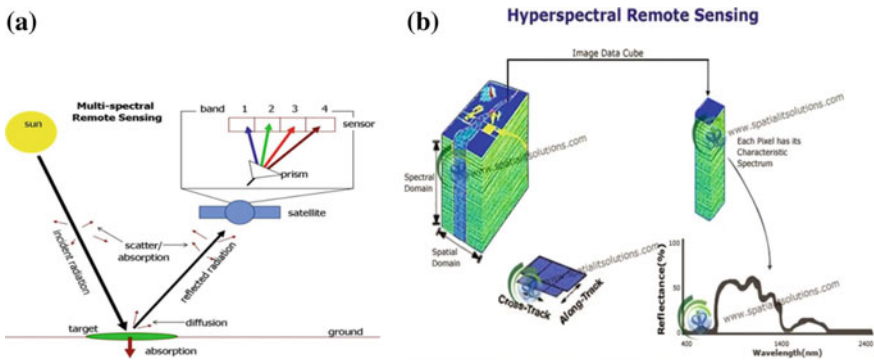 (a)
Multi-spectral
Remote Sensing
sun
band 1 2 3 4
sensor
prism
satellite
scatter/
absorption
incident radiation
reflected radiation
diffusion
target
ground
absorption
(b)
Hyperspectral Remote Sensing
Image Data Cube
www.spatialitsolutions.com
www.spatialitsolutions.com
Each Pixel has its
Characteristic
Spectrum
Spectral
Domain
Spatial
Domain
www.spatialitsolutions.com
Cross-Track
Along-Track
Reflectance(%)
100
50
0
www.spatialitsolutions.com
400 1400 2400
Wavelength(nm)